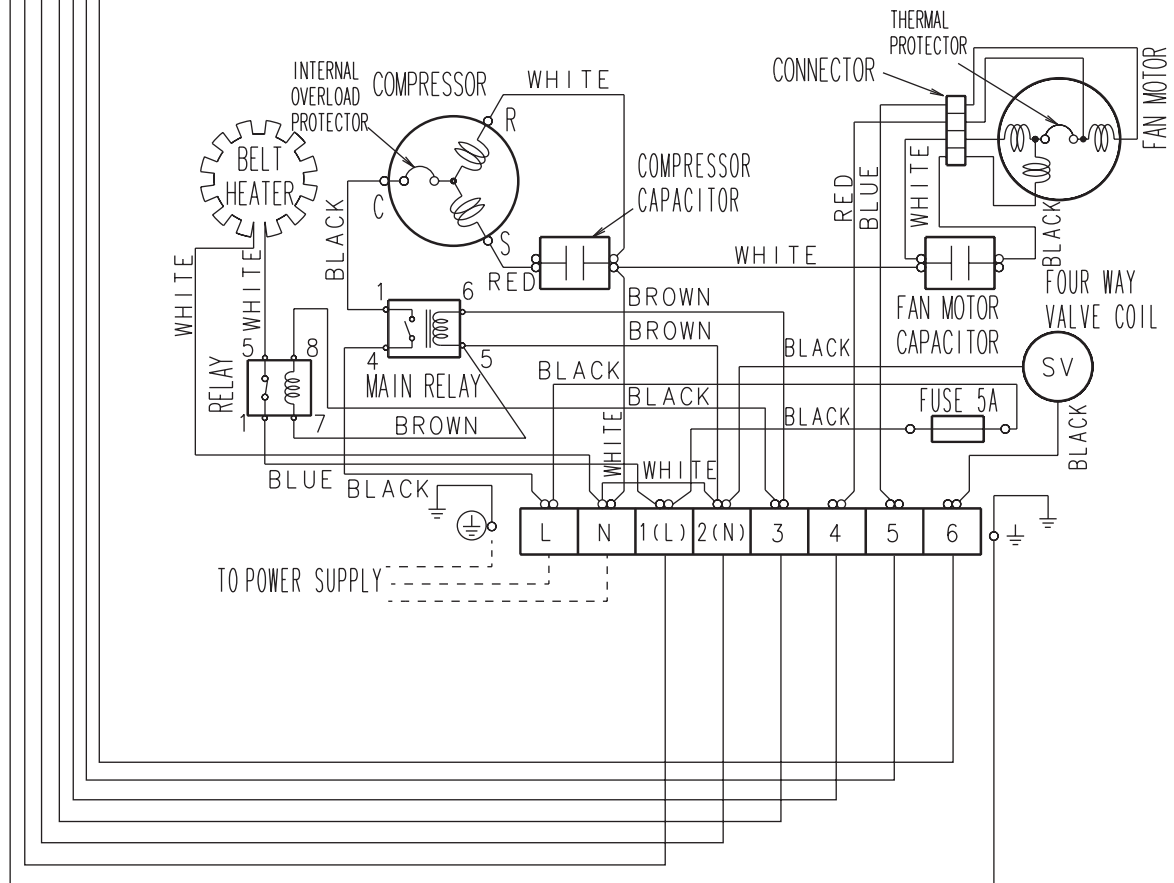 THERMAL
PROTECTOR
CONNECTOR
FAN MOTOR
INTERNAL
OVERLOAD
PROTECTOR
COMPRESSOR
WHITE
R
BELT
HEATER
C
S
COMPRESSOR
CAPACITOR
RED
BLUE
WHITE
BLACK
BLACK
WHITE
WHITE
RED
WHITE
FAN MOTOR
CAPACITOR
FOUR WAY
VALVE COIL
SV
1
6
4
5
MAIN RELAY
BROWN
BROWN
BLACK
BLACK
BLACK
BLACK
FUSE 5A
BLACK
RELAY
5
8
1
7
BROWN
BLUE
BLACK
WHITE
WHITE
L
N
1(L)
2(N)
3
4
5
6
TO POWER SUPPLY